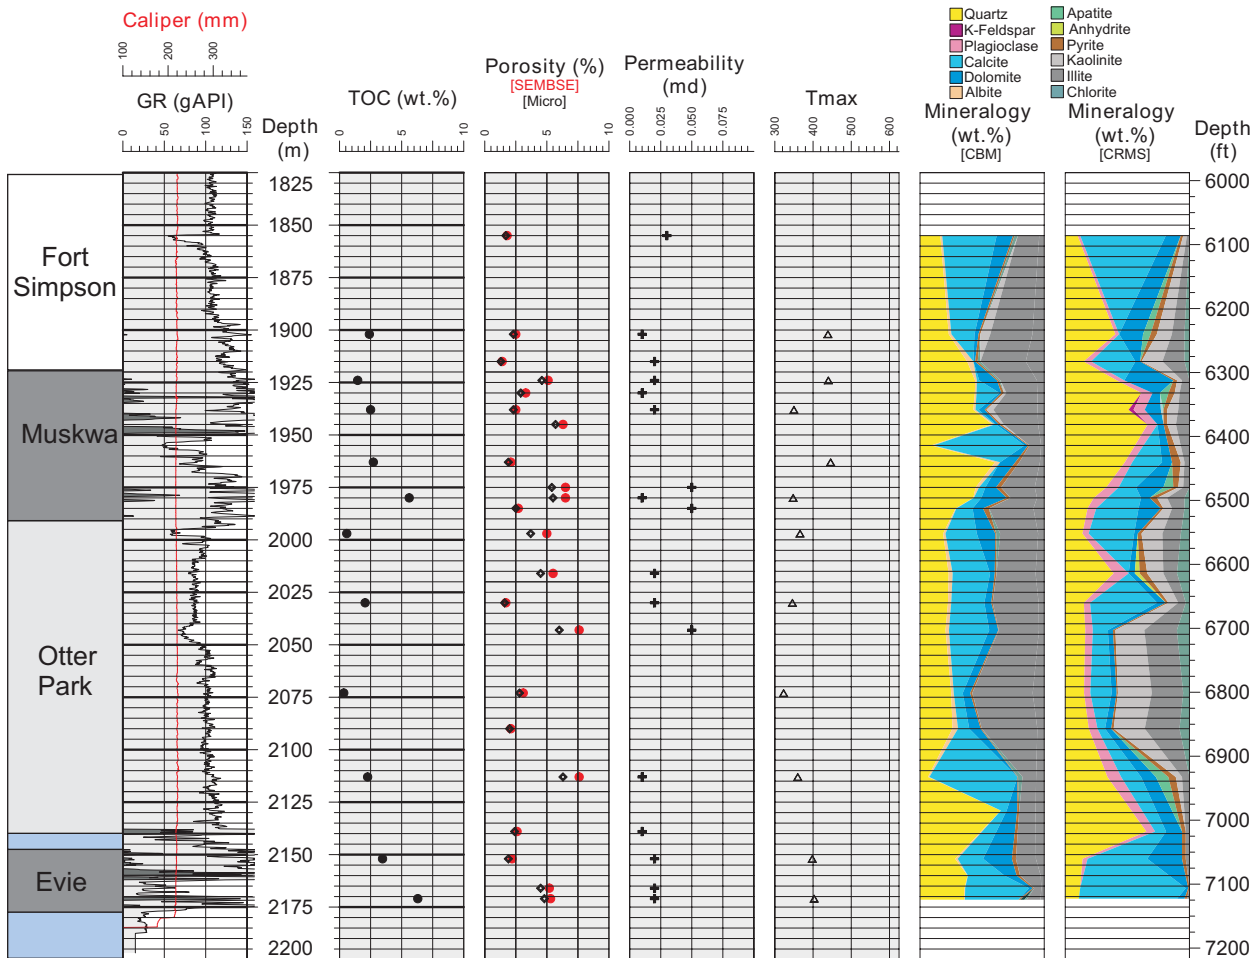 Caliper (mm)
100
200
300
GR (gAPI)
0
50
100
150
Depth
(m)
TOC (wt.%)
0
5
10
Porosity (%)
[SEMBSE]
[Micro]
0
5
10
Permeability
(md)
0.000
0.025
0.050
0.075
Tmax
300
400
500
600
Quartz
K-Feldspar
Plagioclase
Calcite
Dolomite
Albite
Apatite
Anhydrite
Pyrite
Kaolinite
Illite
Chlorite
Mineralogy
(wt.%)
[CBM]
Mineralogy
(wt.%)
[CRMS]
Depth
(ft)
Fort
Simpson
Muskwa
Otter
Park
Evie
1825
1850
1875
1900
1925
1950
1975
2000
2025
2050
2075
2100
2125
2150
2175
2200
6000
6100
6200
6300
6400
6500
6600
6700
6800
6900
7000
7100
7200